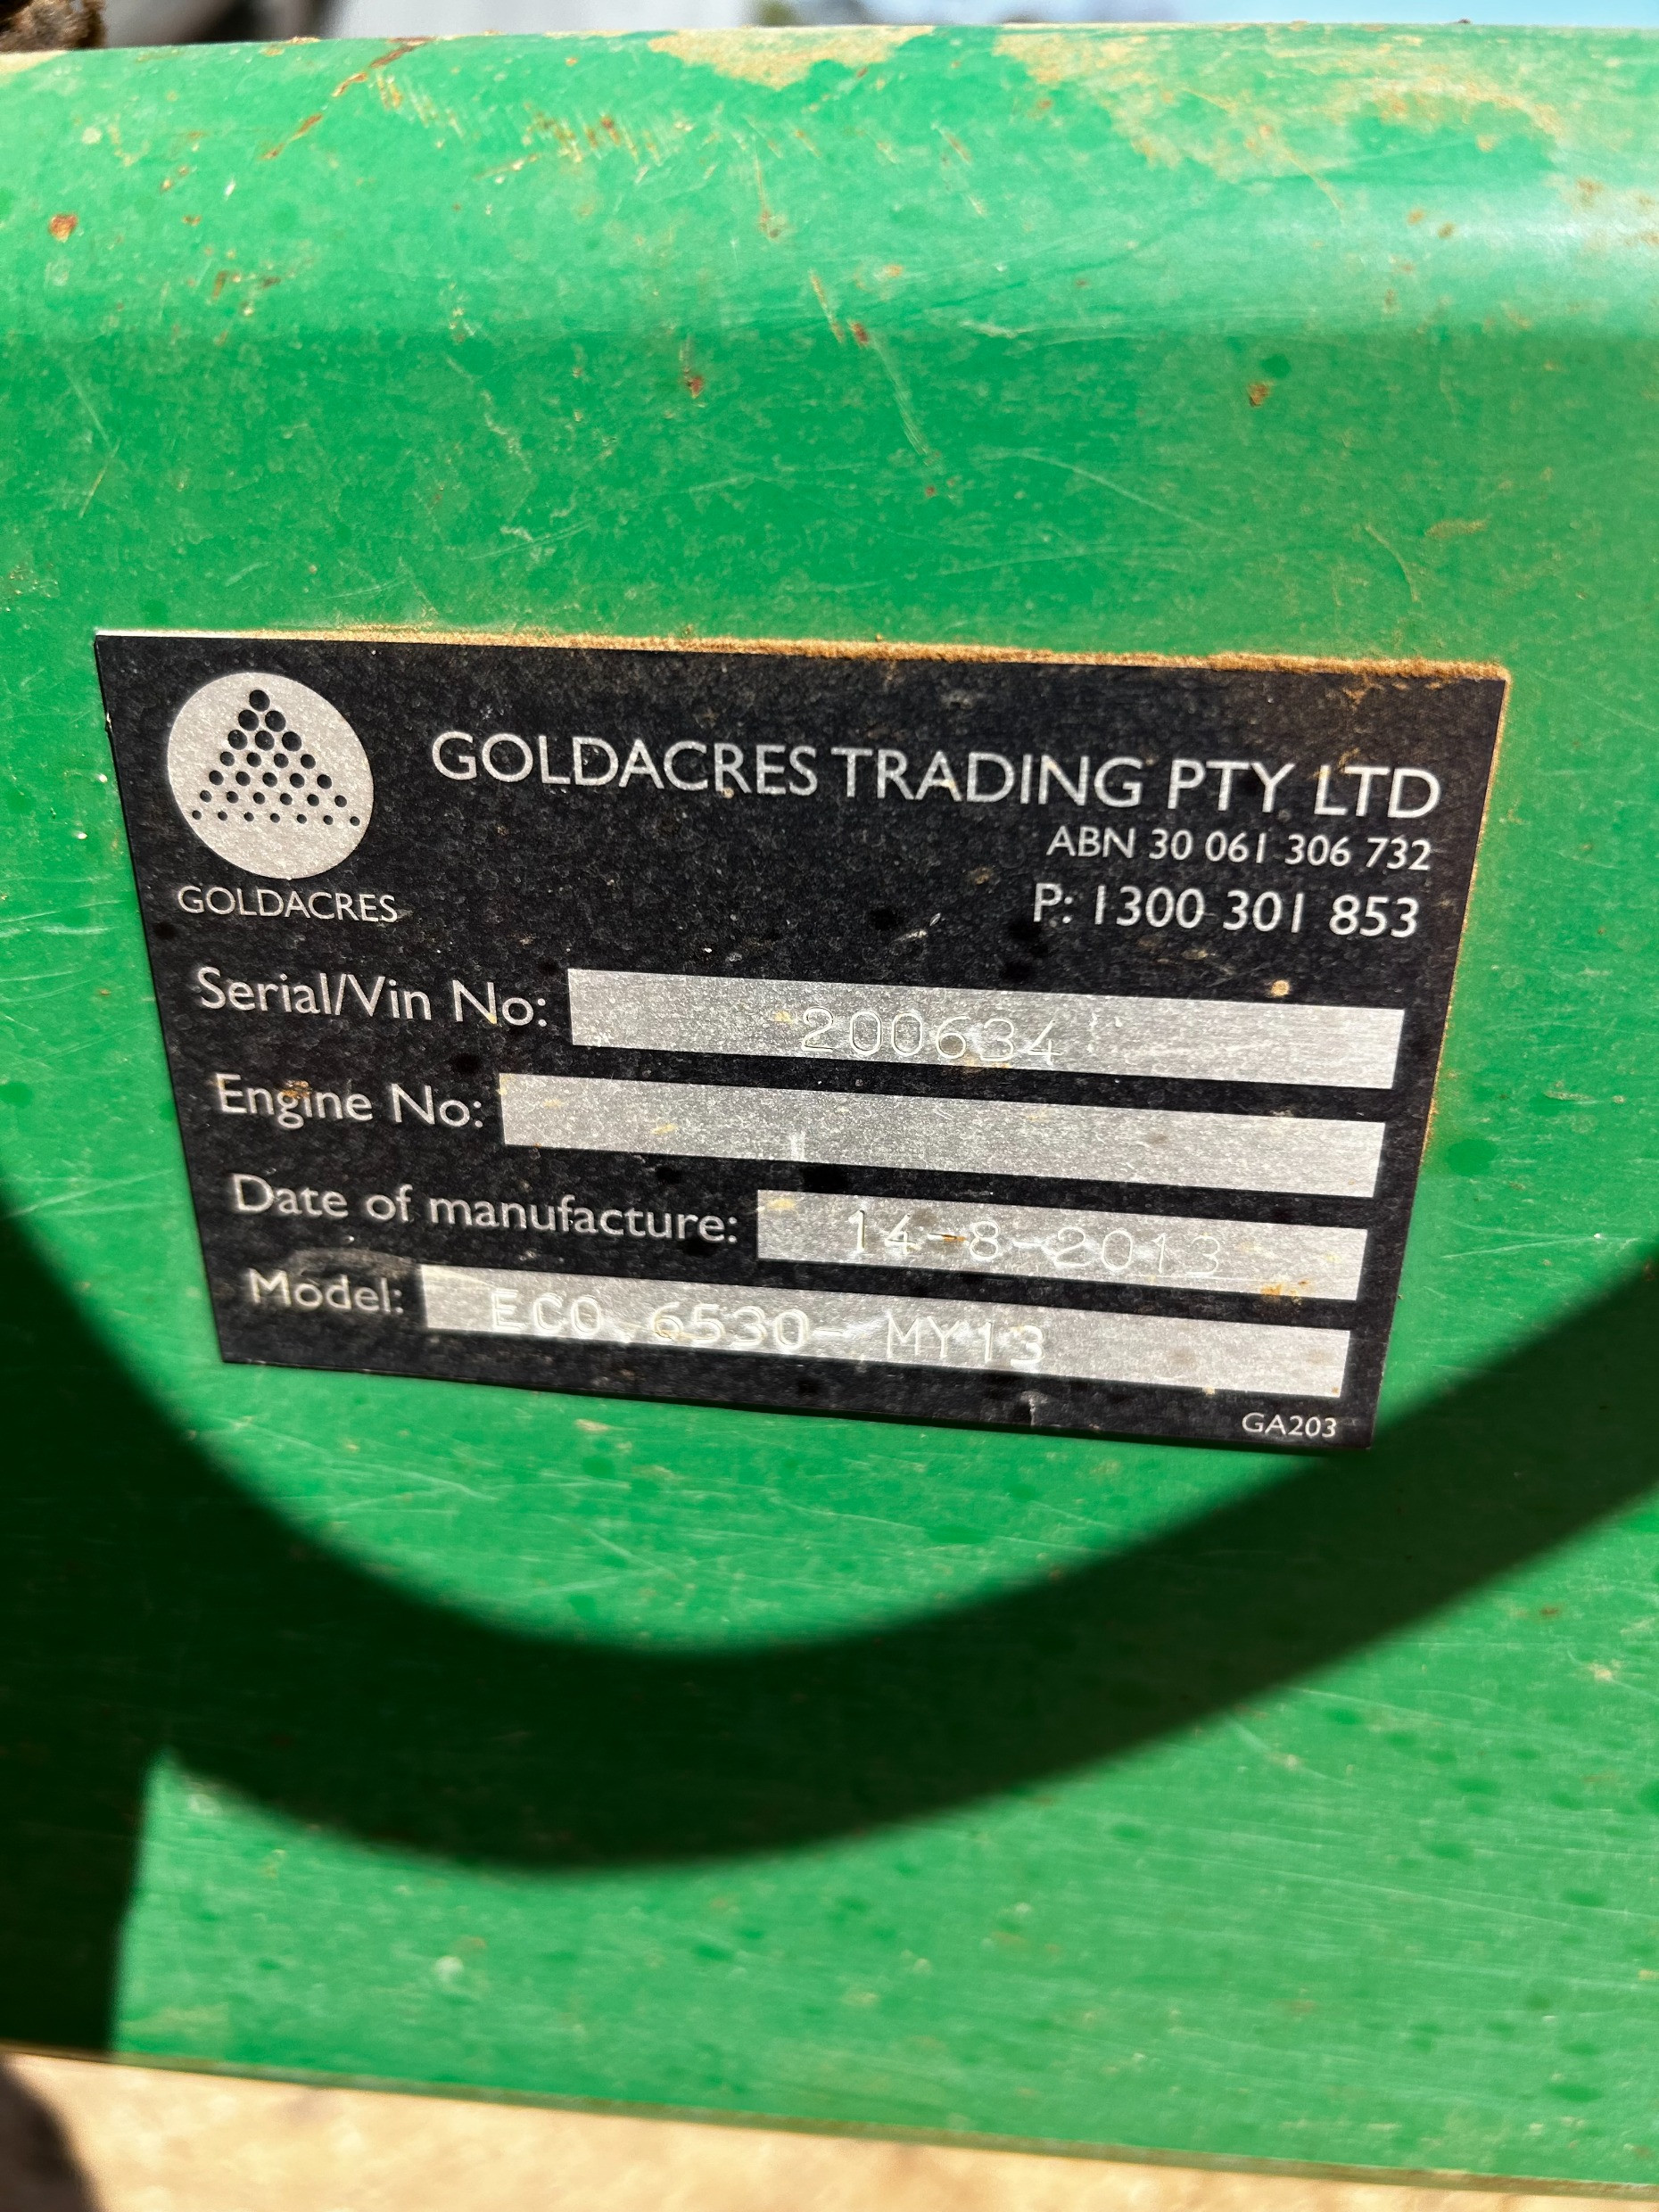 GOLDACRES TRADING PTY LTD
ABN 30 061 306 732
P: 1300 301 853
GOLDACRES
Serial/Vin No: 200634
Engine No:
Date of manufacture: 14-8-2013
Model: ECO 6530 MY13
GA203